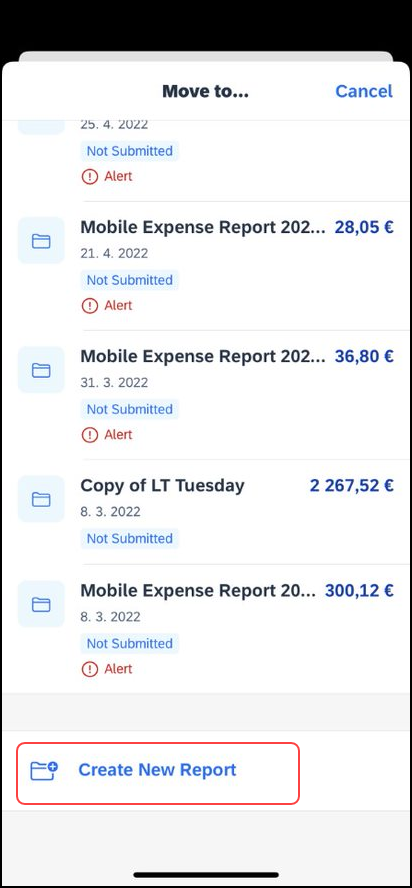 Move to...
Cancel
25. 4. 2022
Not Submitted
Alert
Mobile Expense Report 202...
28,05 €
21. 4. 2022
Not Submitted
Alert
Mobile Expense Report 202...
36,80 €
31. 3. 2022
Not Submitted
Alert
Copy of LT Tuesday
2 267,52 €
8. 3. 2022
Not Submitted
Mobile Expense Report 20...
300,12 €
8. 3. 2022
Not Submitted
Alert
Create New Report